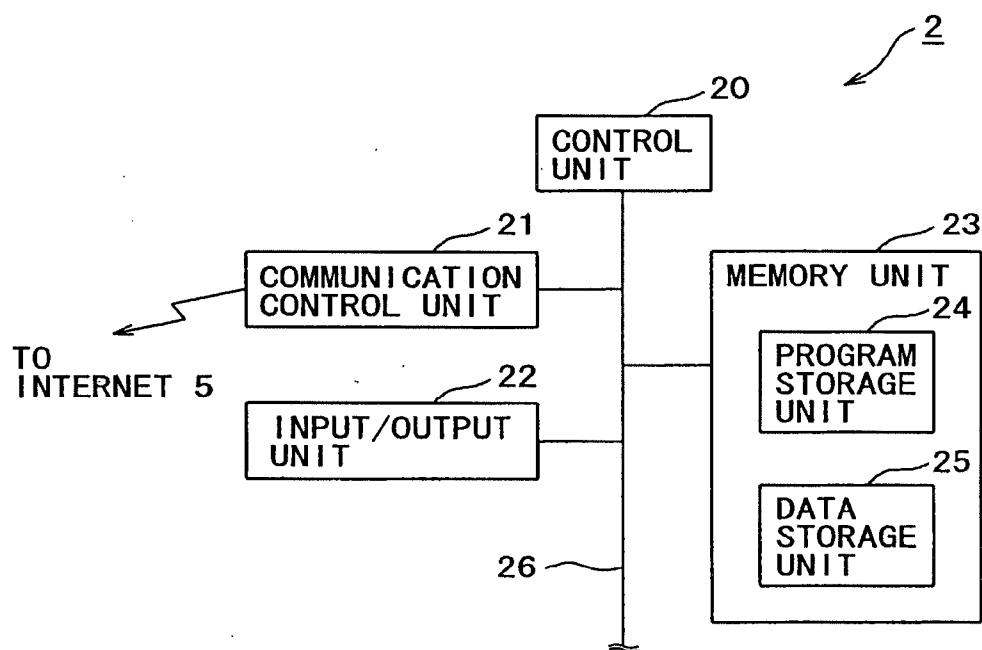 2
20
CONTROL
UNIT
21
COMMUNICATION
CONTROL UNIT
TO
INTERNET 5
22
INPUT/OUTPUT
UNIT
23
MEMORY UNIT
24
PROGRAM
STORAGE
UNIT
25
DATA
STORAGE
UNIT
26